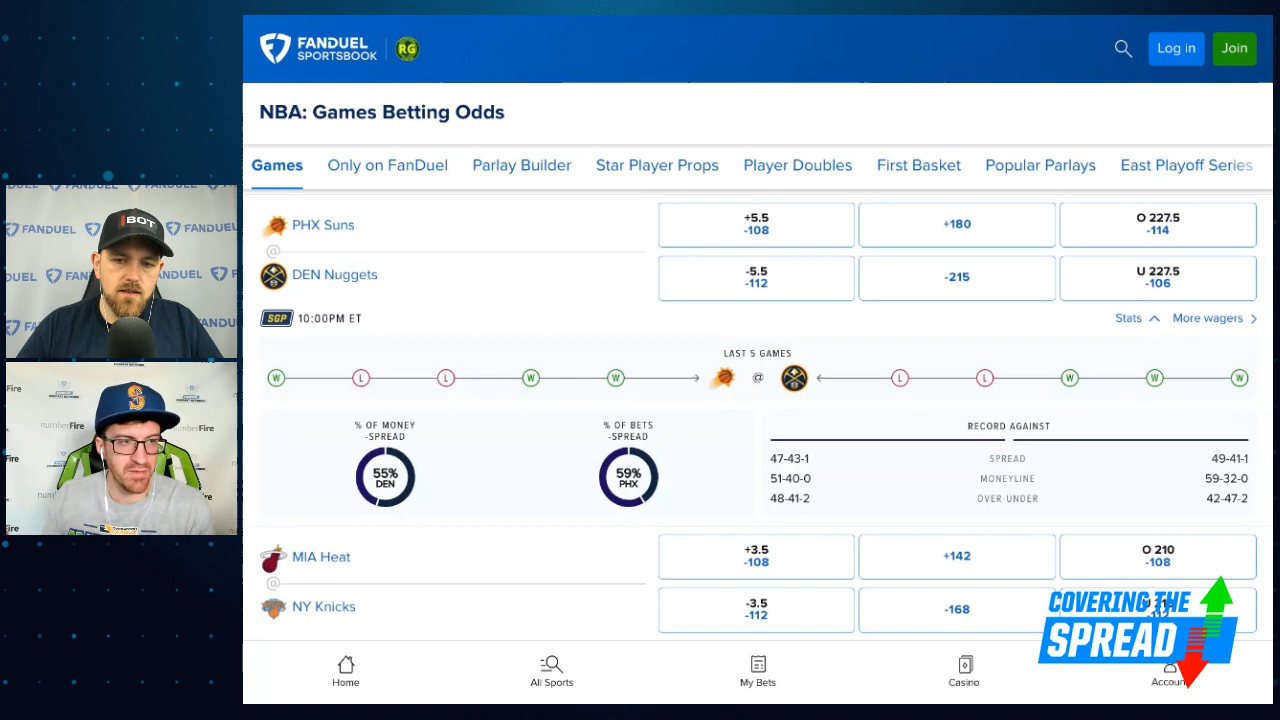 FANDUEL
SPORTSBOOK
RG
Log in
Join
NBA: Games Betting Odds
Games
Only on FanDuel
Parlay Builder
Star Player Props
Player Doubles
First Basket
Popular Parlays
East Playoff Series
PHX Suns
+5.5
-108
+180
O 227.5
-114
@
DEN Nuggets
-5.5
-112
-215
U 227.5
-106
SGP 10:00PM ET
Stats
More wagers
LAST 5 GAMES
W L L W W @ L L W W W
% OF MONEY
-SPREAD
55%
DEN
% OF BETS
-SPREAD
59%
PHX
RECORD AGAINST
47-43-1 SPREAD 49-41-1
51-40-0 MONEYLINE 59-32-0
48-41-2 OVER-UNDER 42-47-2
MIA Heat
+3.5
-108
+142
O 210
-108
@
NY Knicks
-3.5
-112
-168
COVERING THE
SPREAD
Home
All Sports
My Bets
Casino
Accoun
BOT
FANDUEL
FANDUEL
S
numberFire
numberFire